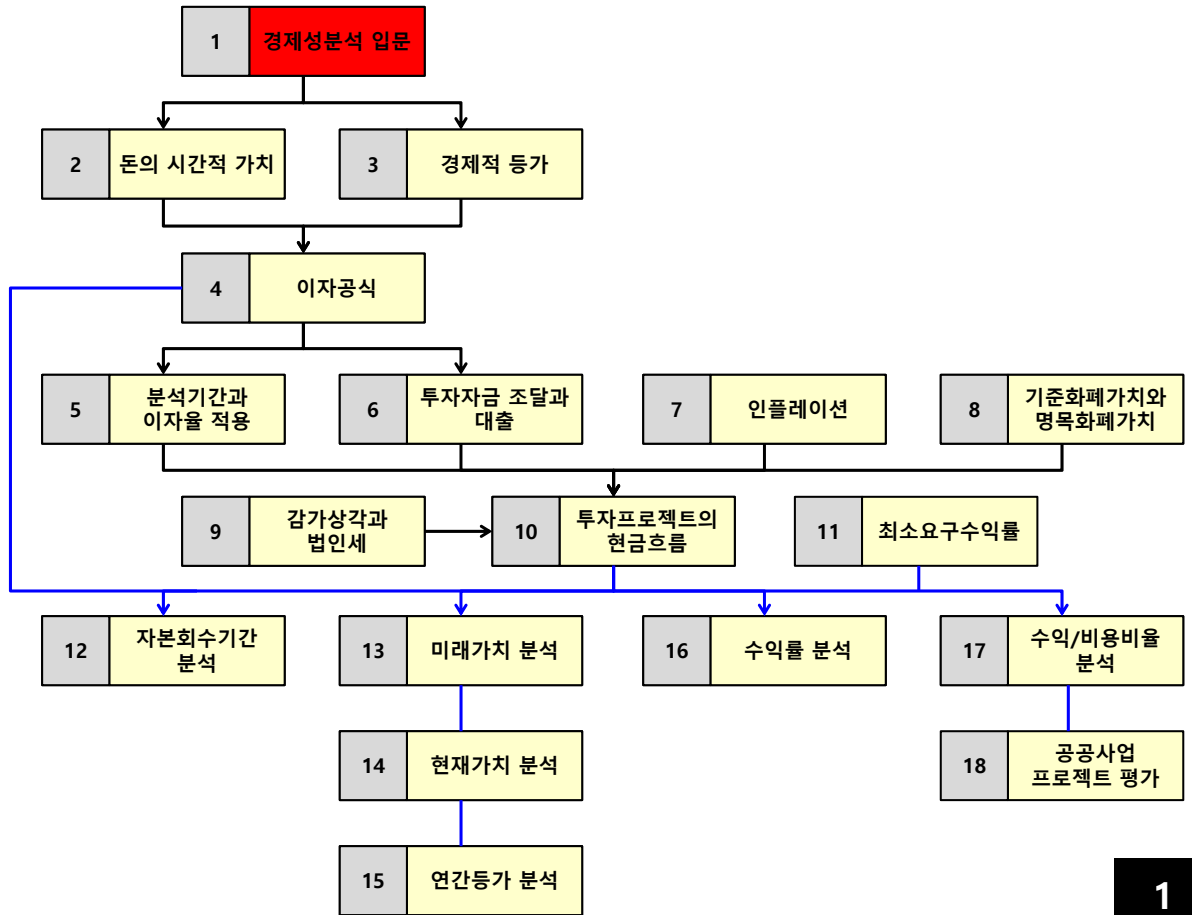 1
경제성분석 입문
2
돈의 시간적 가치
3
경제적 등가
4
이자공식
5
분석기간과
이자율 적용
6
투자자금 조달과
대출
7
인플레이션
8
기준화폐가치와
명목화폐가치
9
감가상각과
법인세
10
투자프로젝트의
현금흐름
11
최소요구수익률
12
자본회수기간
분석
13
미래가치 분석
16
수익률 분석
17
수익/비용비율
분석
14
현재가치 분석
18
공공사업
프로젝트 평가
15
연간등가 분석
1